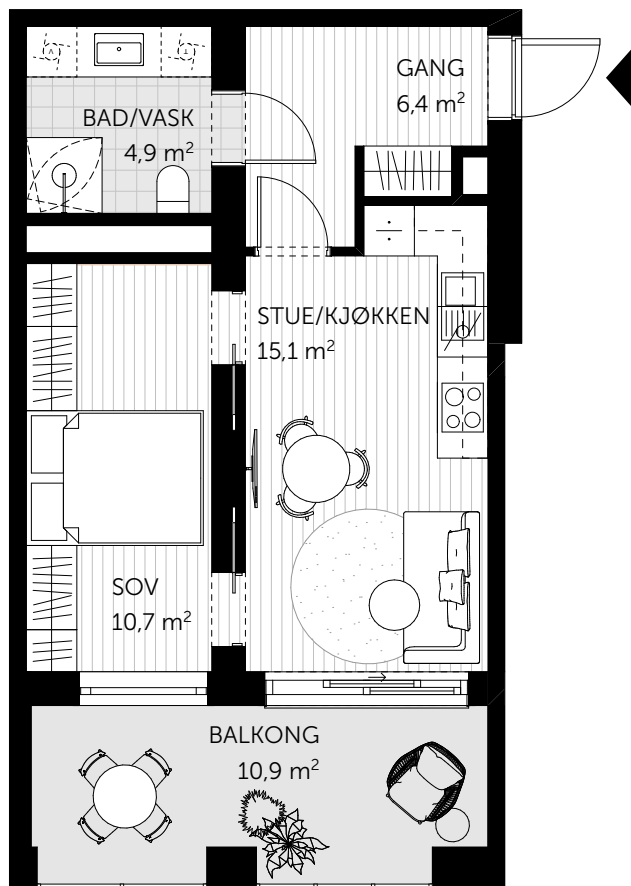 GANG
6,4 m²
BAD/VASK
4,9 m²
STUE/KJØKKEN
15,1 m²
SOV
10,7 m²
BALKONG
10,9 m²